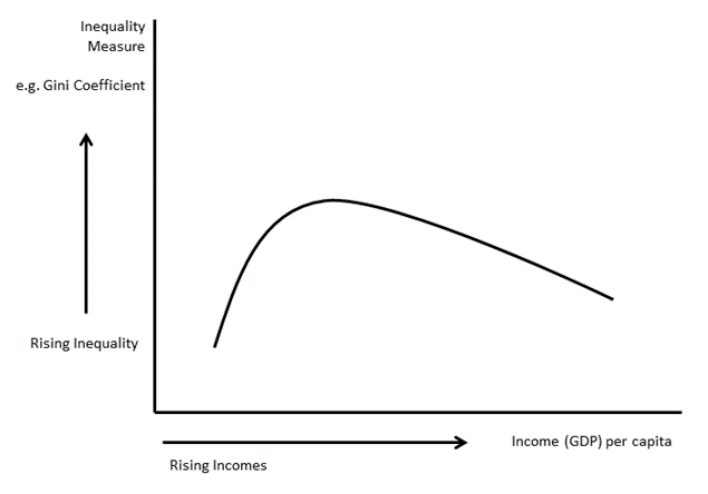 Inequality
Measure
e.g. Gini Coefficient
Rising Inequality
Income (GDP) per capita
Rising Incomes